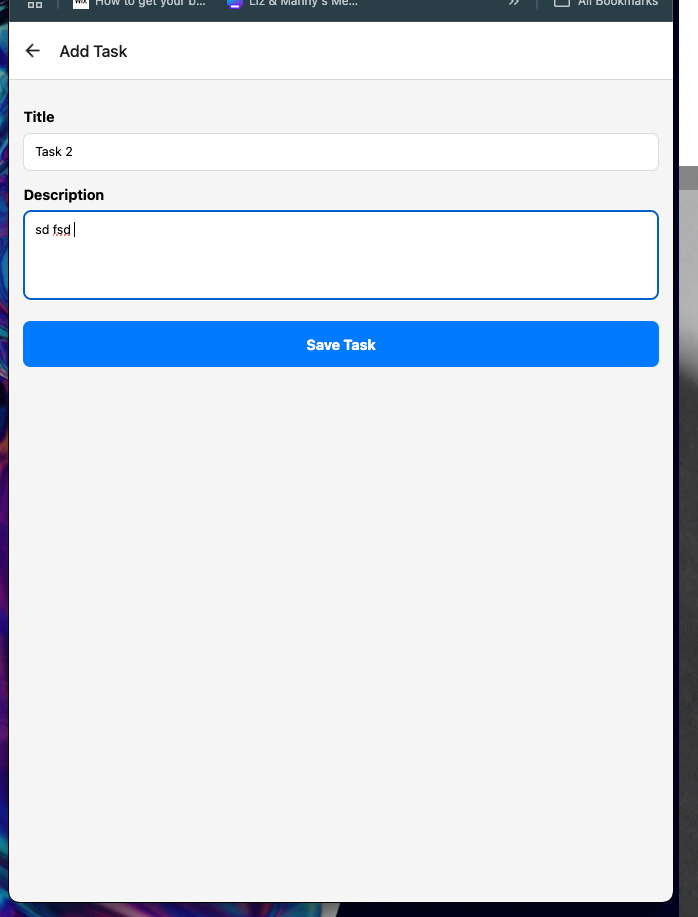 WIX How to get your b... Liz & Manny's Me... » All Bookmarks
← Add Task
Title
Task 2
Description
sd fsd
Save Task